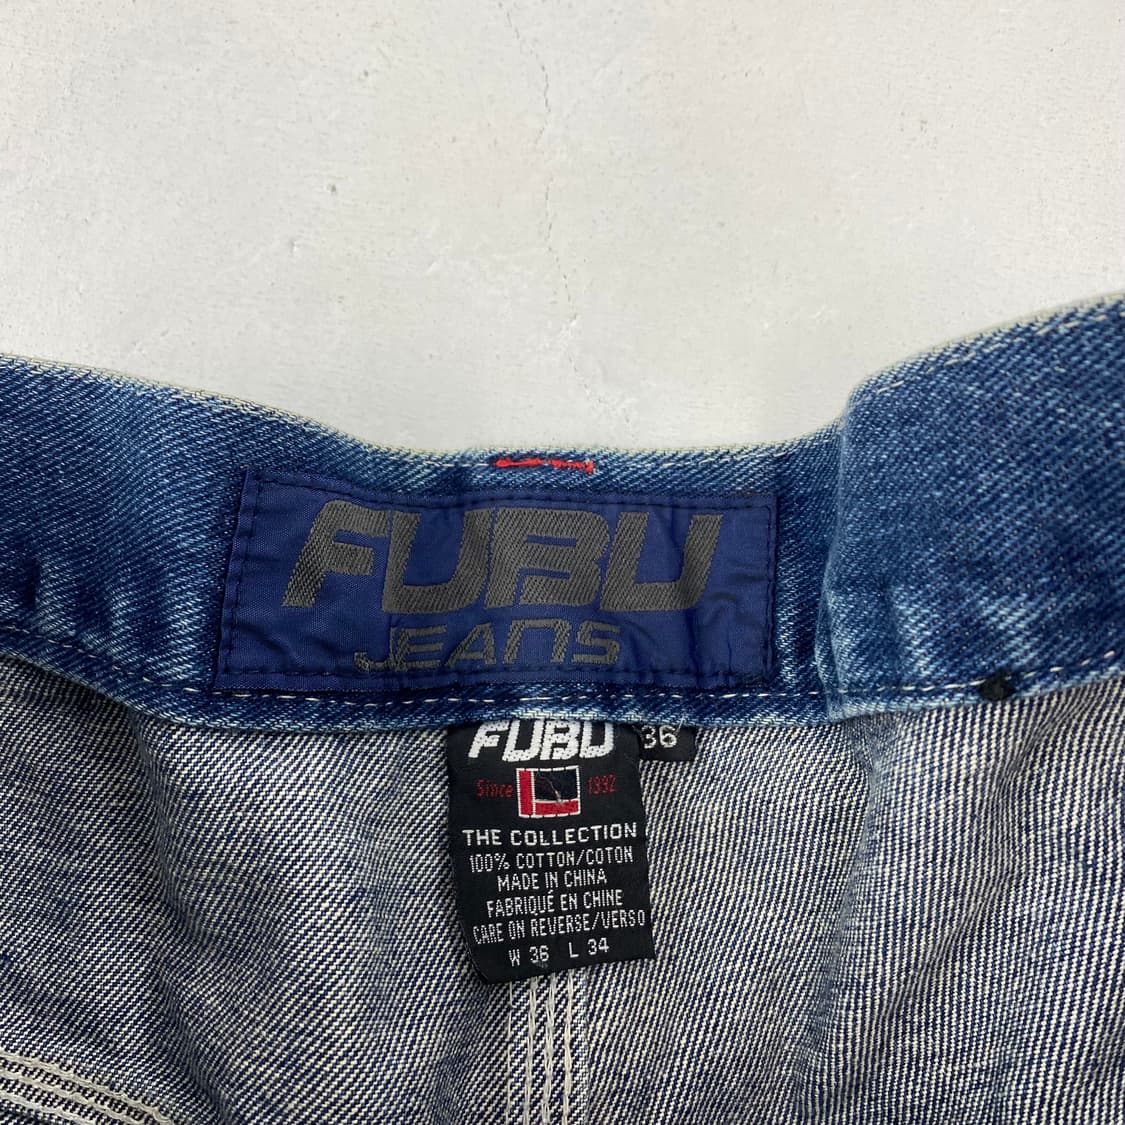 FUBU
JEANS
FUBU
36
Since 1992
THE COLLECTION
100% COTTON/COTON
MADE IN CHINA
FABRIQUÉ EN CHINE
CARE ON REVERSE/VERSO
W 36 L 34